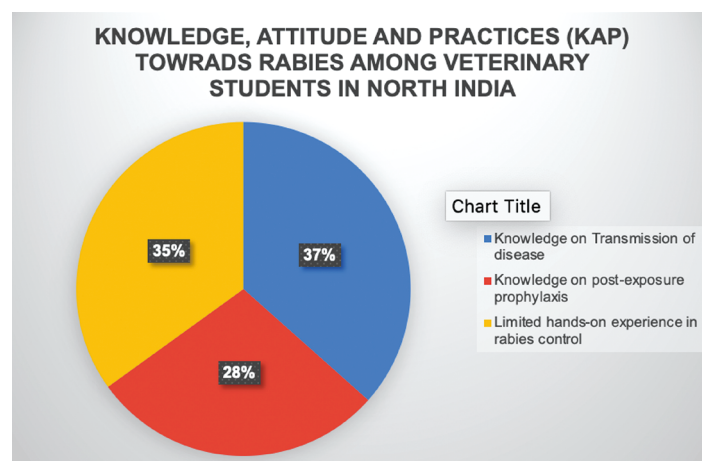 KNOWLEDGE, ATTITUDE AND PRACTICES (KAP)
TOWRADS RABIES AMONG VETERINARY
STUDENTS IN NORTH INDIA
Chart Title
35%
37%
28%
Knowledge on Transmission of
disease
Knowledge on post-exposure
prophylaxis
Limited hands-on experience in
rabies control